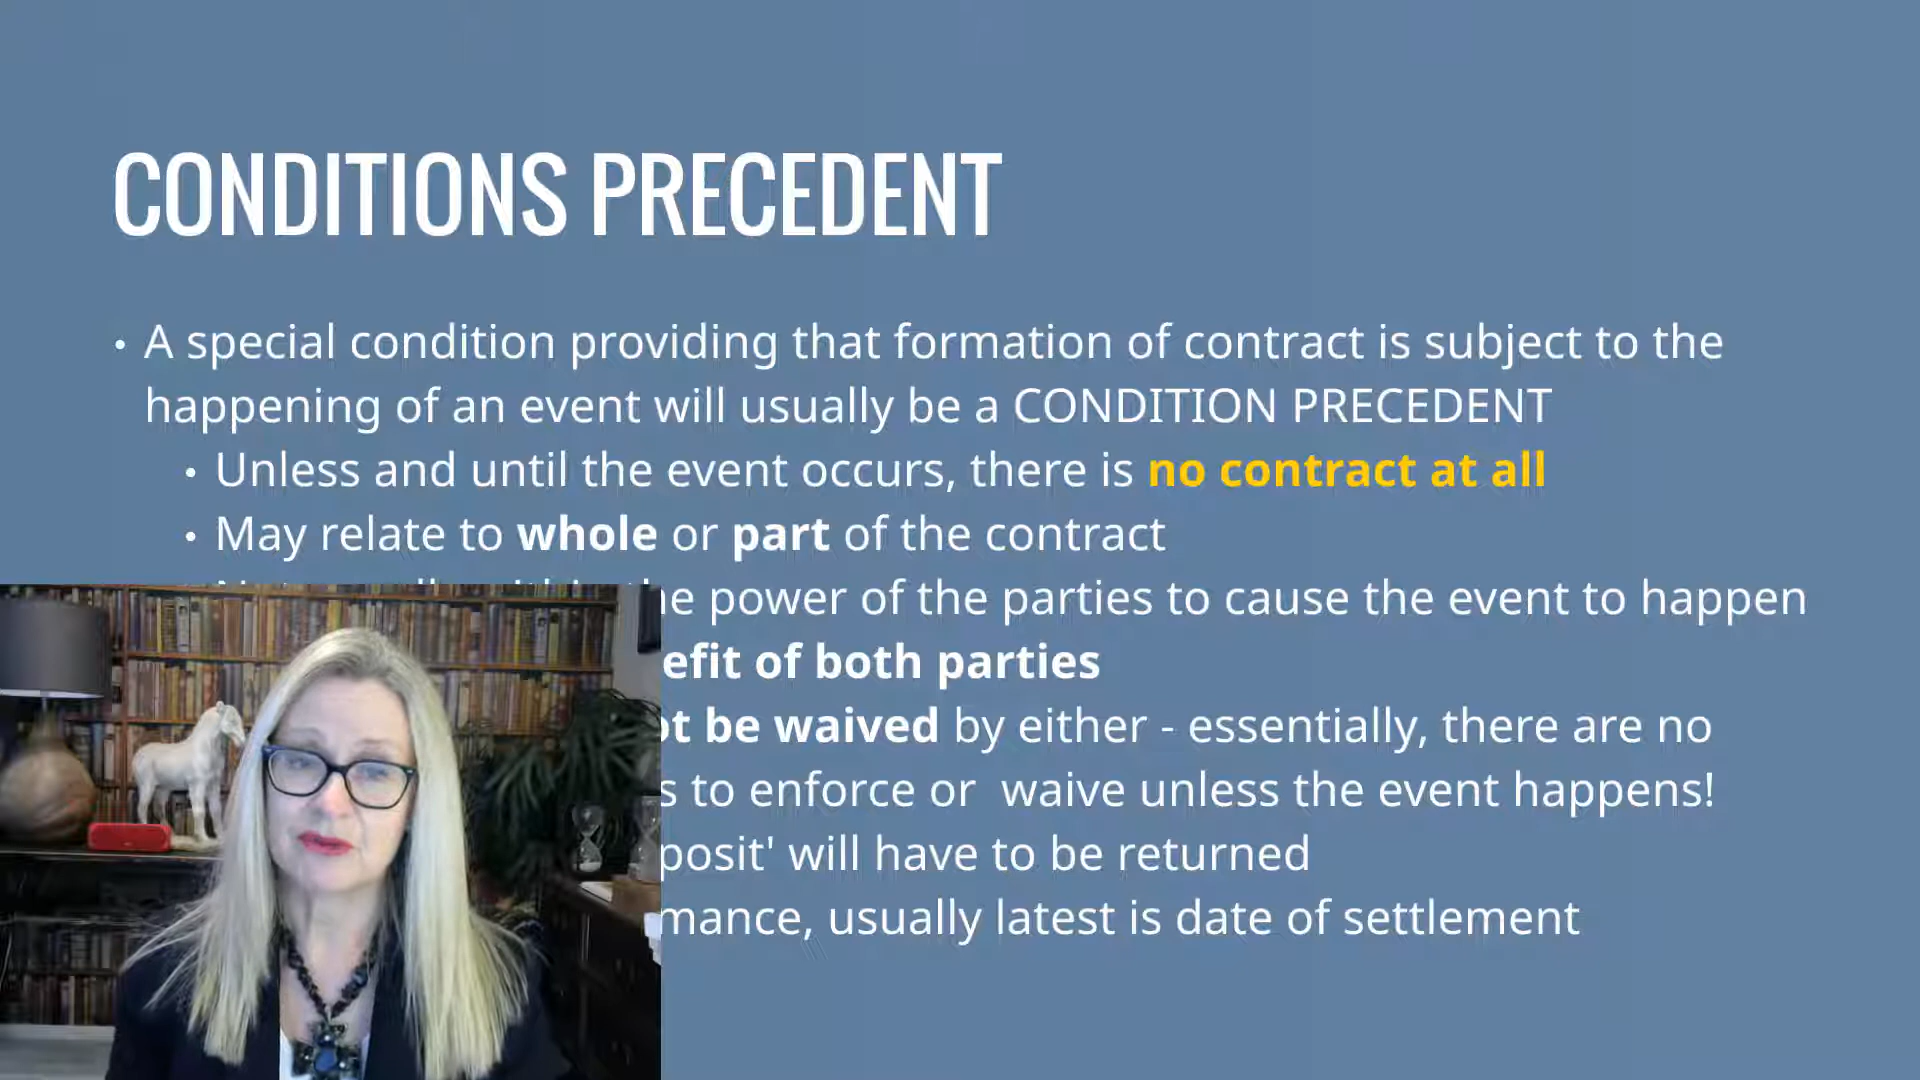 CONDITIONS PRECEDENT
• A special condition providing that formation of contract is subject to the
happening of an event will usually be a CONDITION PRECEDENT
• Unless and until the event occurs, there is no contract at all
• May relate to whole or part of the contract
power of the parties to cause the event to happen
of both parties
be waived by either - essentially, there are no
to enforce or waive unless the event happens!
will have to be returned
usually latest is date of settlement